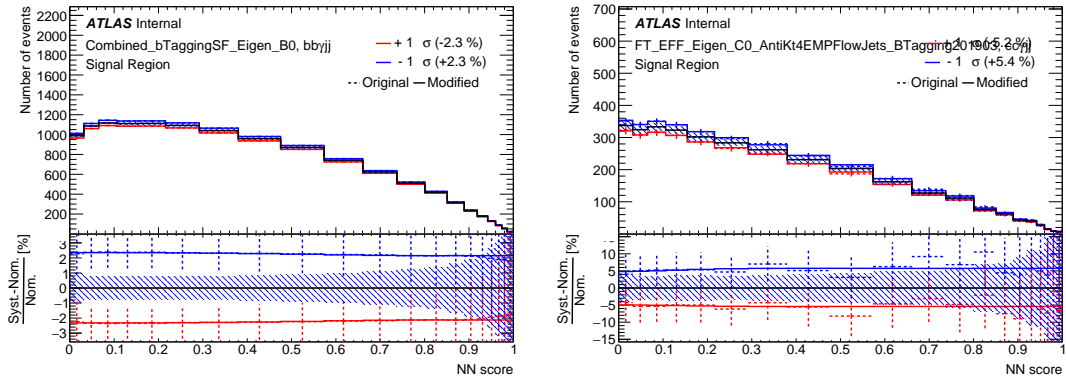 Number of events
2200
2000
1800
1600
1400
1200
1000
800
600
400
200
ATLAS Internal
Combined_bTaggingSF_Eigen_B0, bbγjj
Signal Region
+ 1 σ (-2.3 %)
- 1 σ (+2.3 %)
Original Modified
Syst.-Nom. [%]
Nom.
3
2
1
0
−1
−2
−3
0 0.1 0.2 0.3 0.4 0.5 0.6 0.7 0.8 0.9 1
NN score
Number of events
700
600
500
400
300
200
100
ATLAS Internal
FT_EFF_Eigen_C0_AntiKt4EMPFlowJets_BTagging201903,
Signal Region
σ (-5.2 %)
- 1 σ (+5.4 %)
Original Modified
Syst.-Nom. [%]
Nom.
10
5
0
−5
−10
−15
0 0.1 0.2 0.3 0.4 0.5 0.6 0.7 0.8 0.9 1
NN score